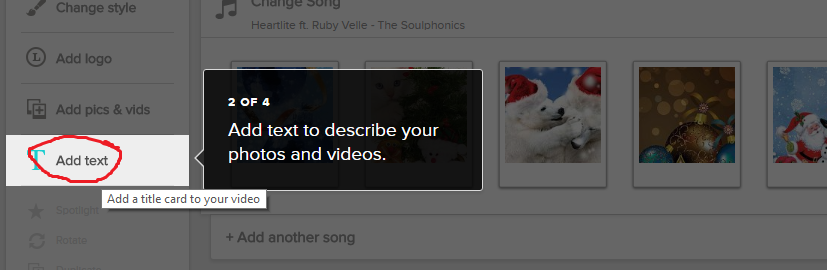 Change style
Add logo
Add pics & vids
T Add text
Add a title card to your video
Spotlight
Rotate
Change Song
Heartlite ft. Ruby Velle - The Soulphonics
2 OF 4
Add text to describe your
photos and videos.
+ Add another song